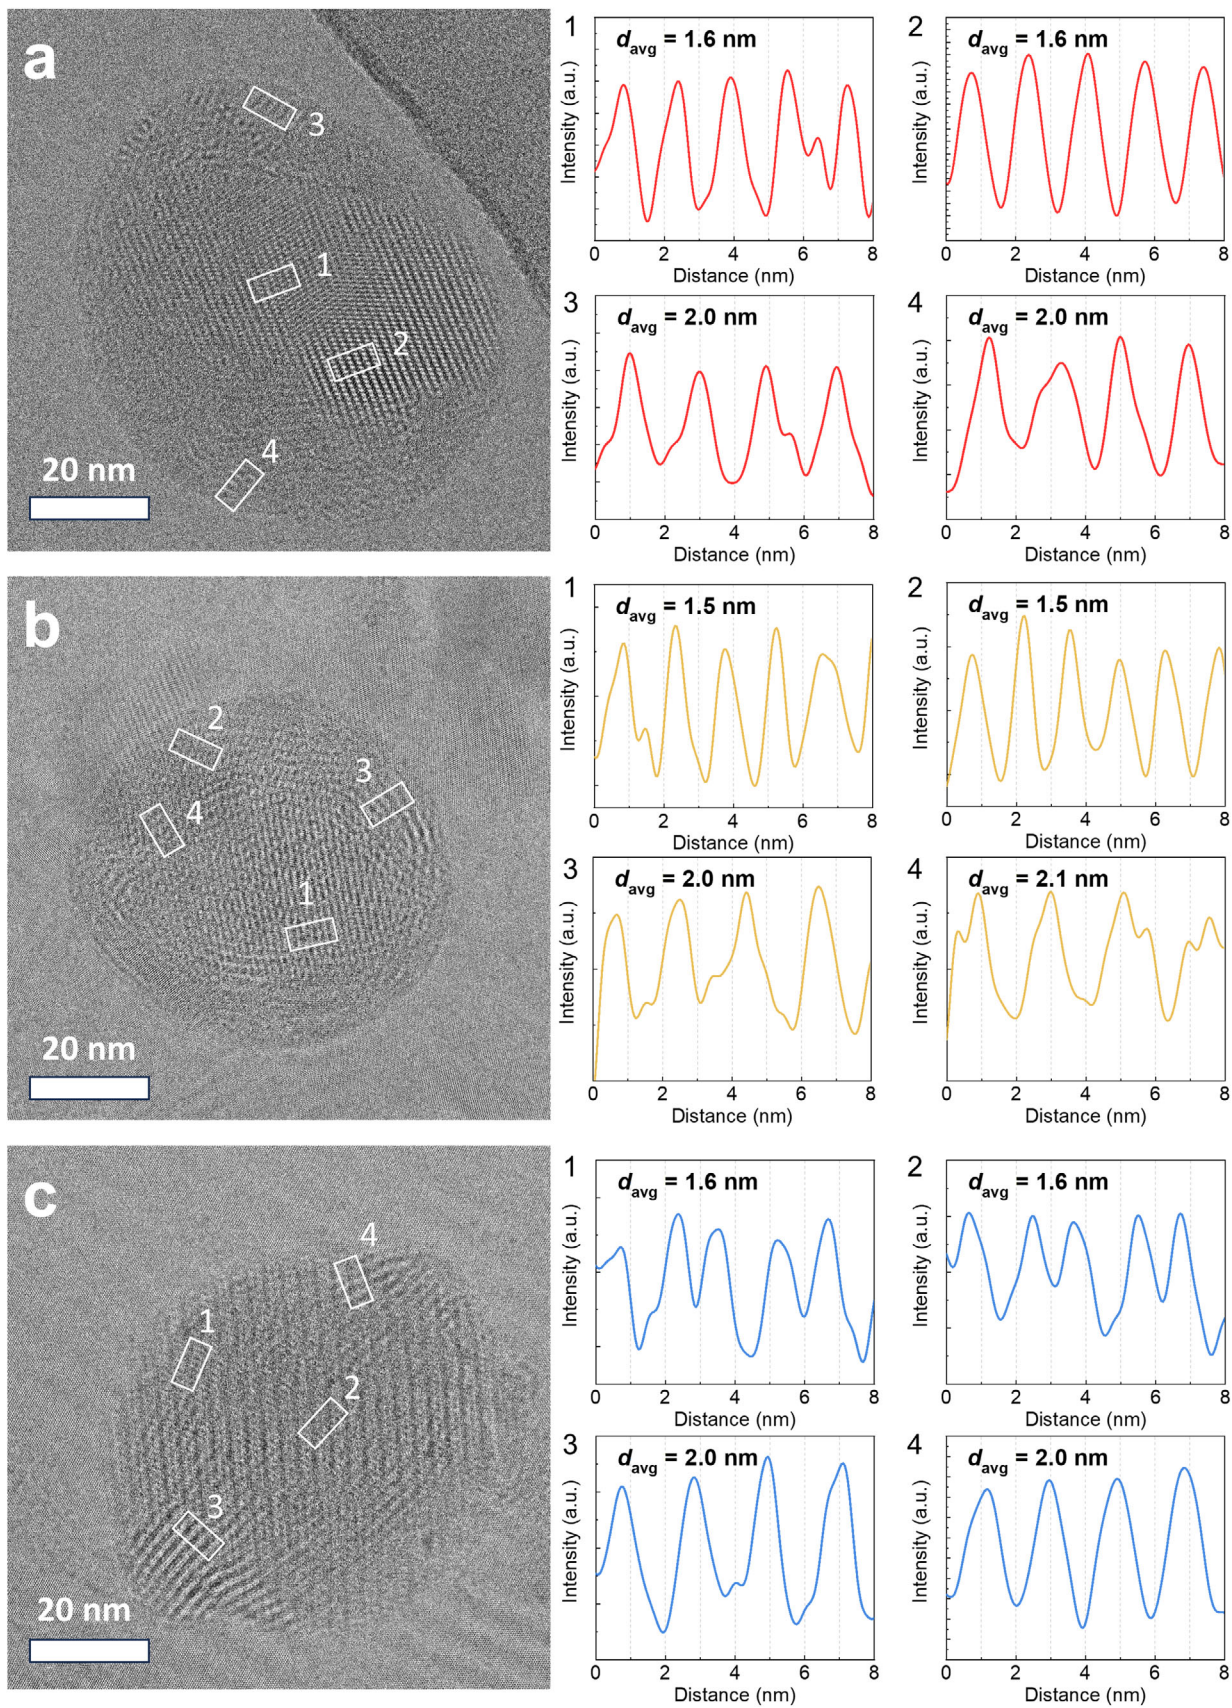 a
3
1
2
4
20 nm
1
d_avg = 1.6 nm
Intensity (a.u.)
0 2 4 6 8
Distance (nm)
2
d_avg = 1.6 nm
Intensity (a.u.)
0 2 4 6 8
Distance (nm)
3
d_avg = 2.0 nm
Intensity (a.u.)
0 2 4 6 8
Distance (nm)
4
d_avg = 2.0 nm
Intensity (a.u.)
0 2 4 6 8
Distance (nm)
b
2
3
4
1
20 nm
1
d_avg = 1.5 nm
Intensity (a.u.)
0 2 4 6 8
Distance (nm)
2
d_avg = 1.5 nm
Intensity (a.u.)
0 2 4 6 8
Distance (nm)
3
d_avg = 2.0 nm
Intensity (a.u.)
0 2 4 6 8
Distance (nm)
4
d_avg = 2.1 nm
Intensity (a.u.)
0 2 4 6 8
Distance (nm)
c
4
1
2
3
20 nm
1
d_avg = 1.6 nm
Intensity (a.u.)
0 2 4 6 8
Distance (nm)
2
d_avg = 1.6 nm
Intensity (a.u.)
0 2 4 6 8
Distance (nm)
3
d_avg = 2.0 nm
Intensity (a.u.)
0 2 4 6 8
Distance (nm)
4
d_avg = 2.0 nm
Intensity (a.u.)
0 2 4 6 8
Distance (nm)